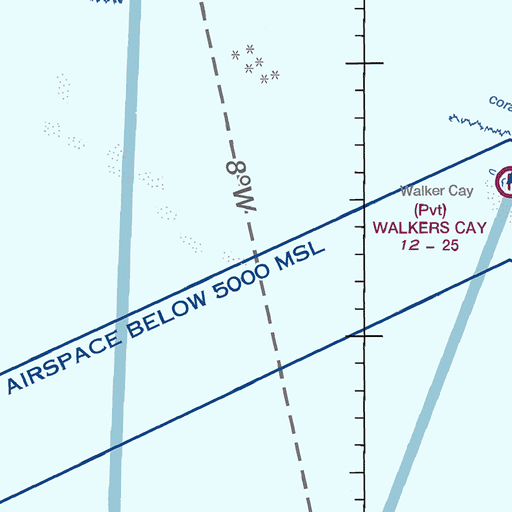 cora
8°W
Walker Cay
(Pvt)
WALKERS CAY
12 - 25
AIRSPACE BELOW 5000 MSL